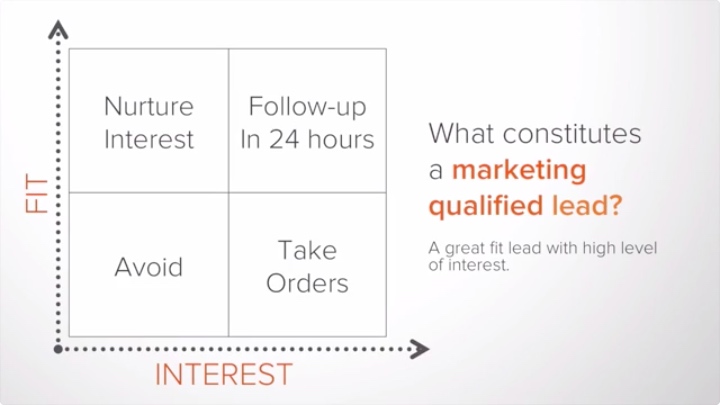 FIT
Nurture
Interest
Follow-up
In 24 hours
Avoid
Take
Orders
INTEREST
What constitutes
a marketing
qualified lead?
A great fit lead with high level
of interest.